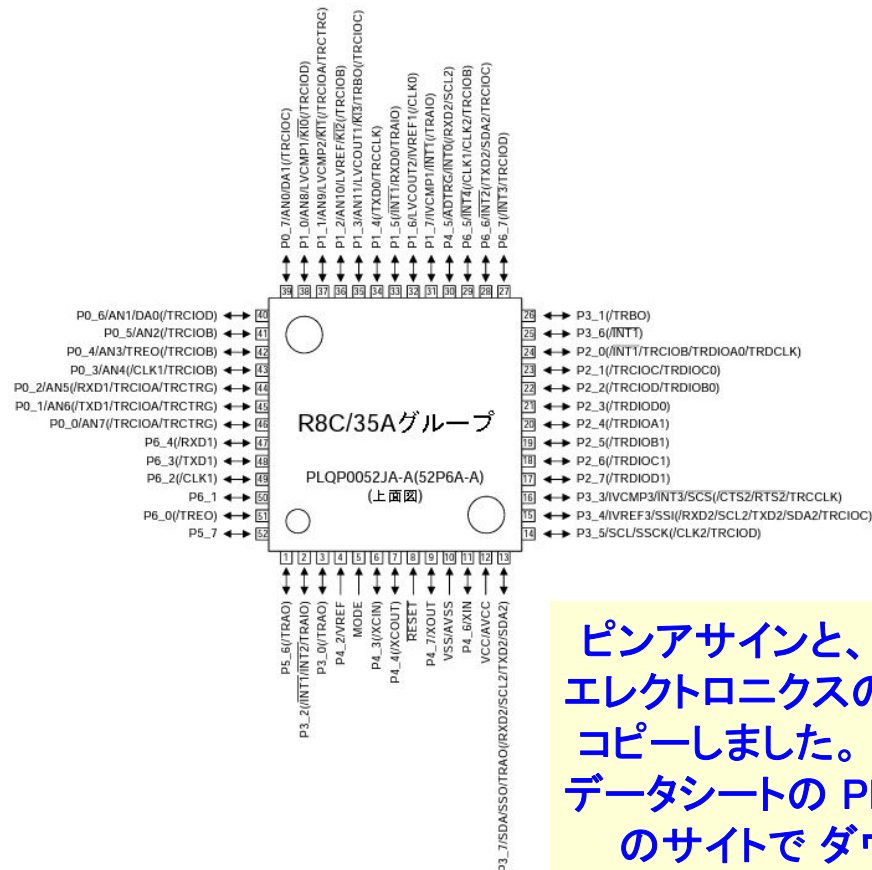 P0_7/AN0/DA1(/TRCIOC)
P1_0/AN8/LVCMP1/KI0(/TRCIOD)
P1_1/AN9/LVCMP2/KI1(/TRCIOA/TRCTRG)
P1_2/AN10/LVREF/KI2(/TRCIOB)
P1_3/AN11/LVCOUT1/KI3/TRBO(/TRCIOC)
P1_4(/TXD0/TRCCLK)
P1_5(/INT1/RXD0/TRAIO)
P1_6/LVCOUT2/IVREF1(/CLK0)
P1_7/IVCMP1/INT1(/TRAIO)
P4_5/ADTRG/INT0(/RXD2/SCL2)
P6_5/INT4(/CLK1/CLK2/TRCIOB)
P6_6/INT2(/TXD2/SDA2/TRCIOC)
P6_7(/INT3/TRCIOD)
39 38 37 36 35 34 33 32 31 30 29 28 27
P0_6/AN1/DA0(/TRCIOD) 40
P0_5/AN2(/TRCIOB) 41
P0_4/AN3/TREO(/TRCIOB) 42
P0_3/AN4(/CLK1/TRCIOB) 43
P0_2/AN5(/RXD1/TRCIOA/TRCTRG) 44
P0_1/AN6(/TXD1/TRCIOA/TRCTRG) 45
P0_0/AN7(/TRCIOA/TRCTRG) 46
P6_4(/RXD1) 47
P6_3(/TXD1) 48
P6_2(/CLK1) 49
P6_1 50
P6_0(/TREO) 51
P5_7 52
R8C/35Aグループ
PLQP0052JA-A(52P6A-A)
(上面図)
26 P3_1(/TRBO)
25 P3_6(/INT1)
24 P2_0(/INT1/TRCIOB/TRDIOA0/TRDCLK)
23 P2_1(/TRCIOC/TRDIOC0)
22 P2_2(/TRCIOD/TRDIOB0)
21 P2_3(/TRDIOD0)
20 P2_4(/TRDIOA1)
19 P2_5(/TRDIOB1)
18 P2_6(/TRDIOC1)
17 P2_7(/TRDIOD1)
16 P3_3/IVCMP3/INT3/SCS(/CTS2/RTS2/TRCCLK)
15 P3_4/IVREF3/SSI(/RXD2/SCL2/TXD2/SDA2/TRCIOC)
14 P3_5/SCL/SSCK(/CLK2/TRCIOD)
1 2 3 4 5 6 7 8 9 10 11 12 13
P5_6(/TRAO)
P3_2(/INT1/INT2/TRAIO)
P3_0(/TRAO)
P4_2/VREF
MODE
P4_3(/XCIN)
P4_4(/XCOUT)
RESET
P4_7/XOUT
VSS/AVSS
P4_6/XIN
VCC/AVCC
P3_7/SDA/SSO/TRAO(/RXD2/SCL2/TXD2/SDA2)
ピンアサインと、
エレクトロニクスの
コピーしました。
データシートの P
のサイトで ダウ